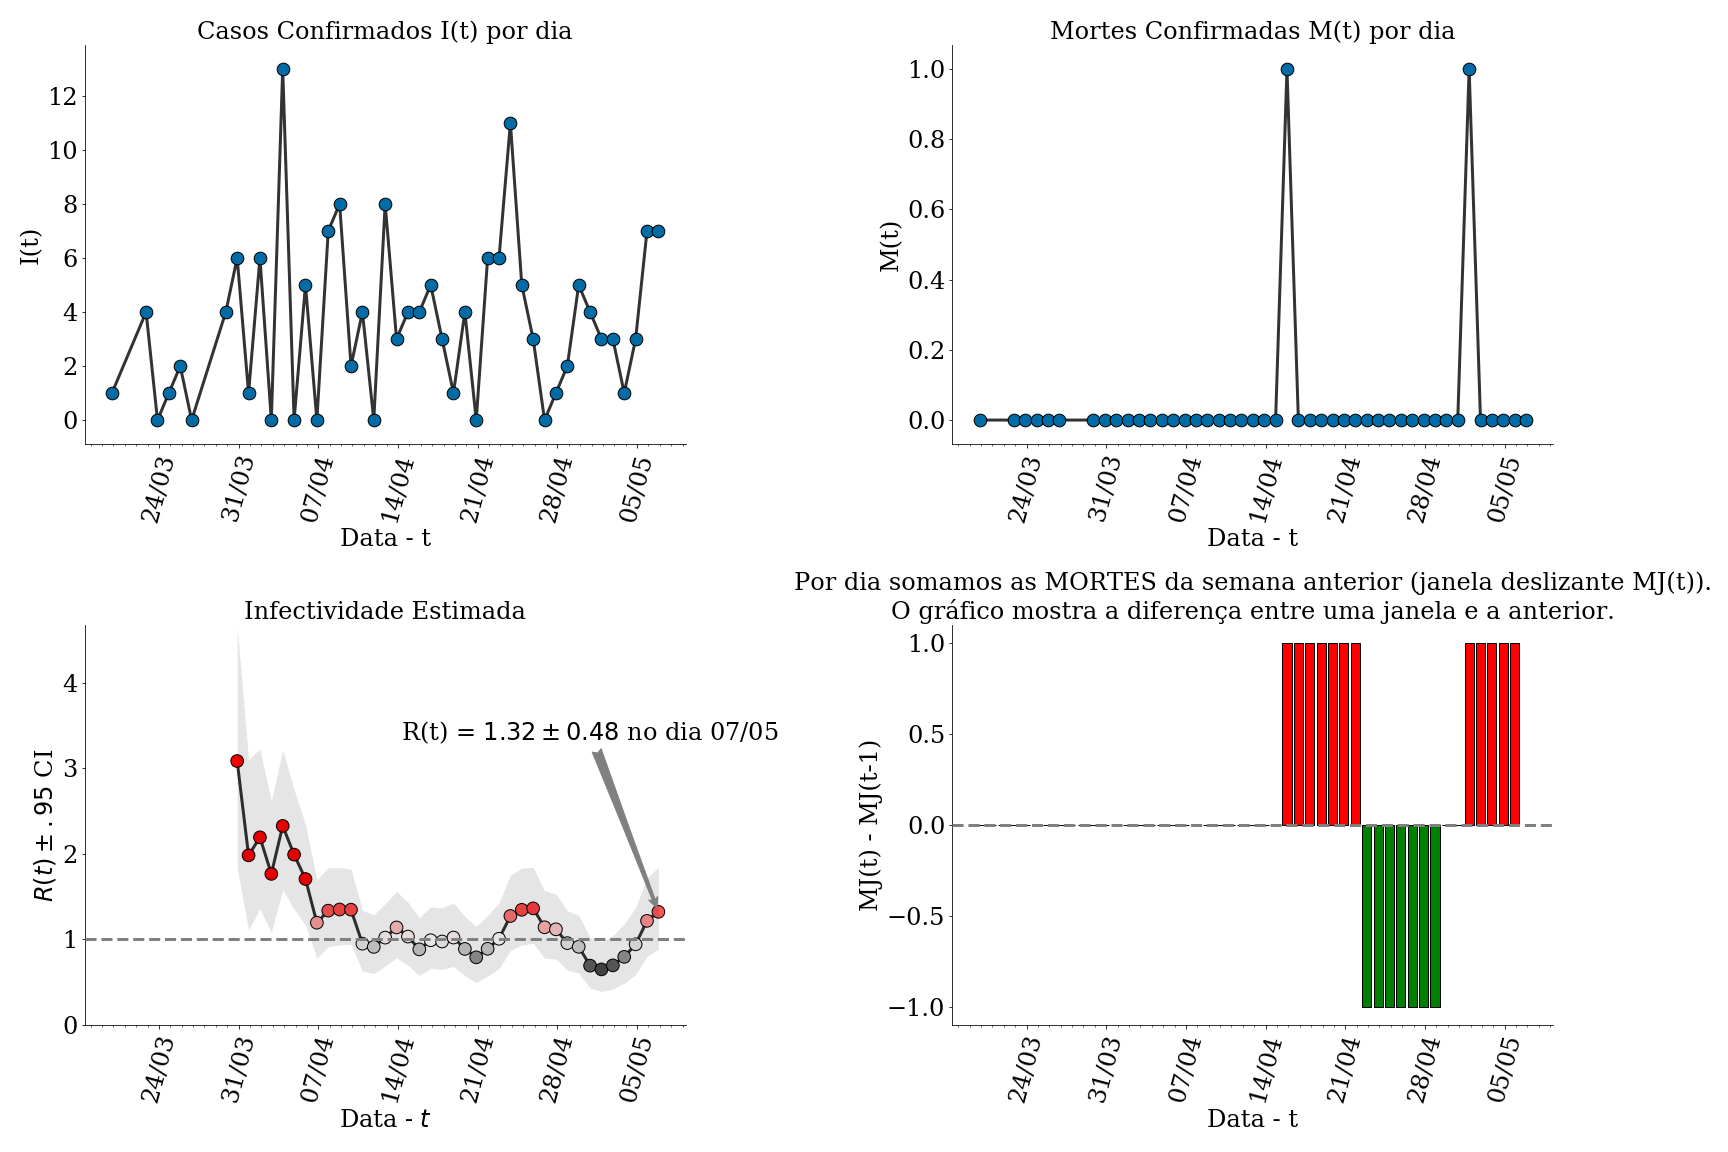 Casos Confirmados I(t) por dia
12
10
8
6
4
2
0
I(t)
24/03 31/03 07/04 14/04 21/04 28/04 05/05
Data - t
Mortes Confirmadas M(t) por dia
1.0
0.8
0.6
0.4
0.2
0.0
M(t)
24/03 31/03 07/04 14/04 21/04 28/04 05/05
Data - t
Infectividade Estimada
4
3
2
1
0
R(t) ± .95 CI
R(t) = 1.32 ± 0.48 no dia 07/05
24/03 31/03 07/04 14/04 21/04 28/04 05/05
Data - t
Por dia somamos as MORTES da semana anterior (janela deslizante MJ(t)).
O gráfico mostra a diferença entre uma janela e a anterior.
1.0
0.5
0.0
−0.5
−1.0
MJ(t) - MJ(t-1)
24/03 31/03 07/04 14/04 21/04 28/04 05/05
Data - t